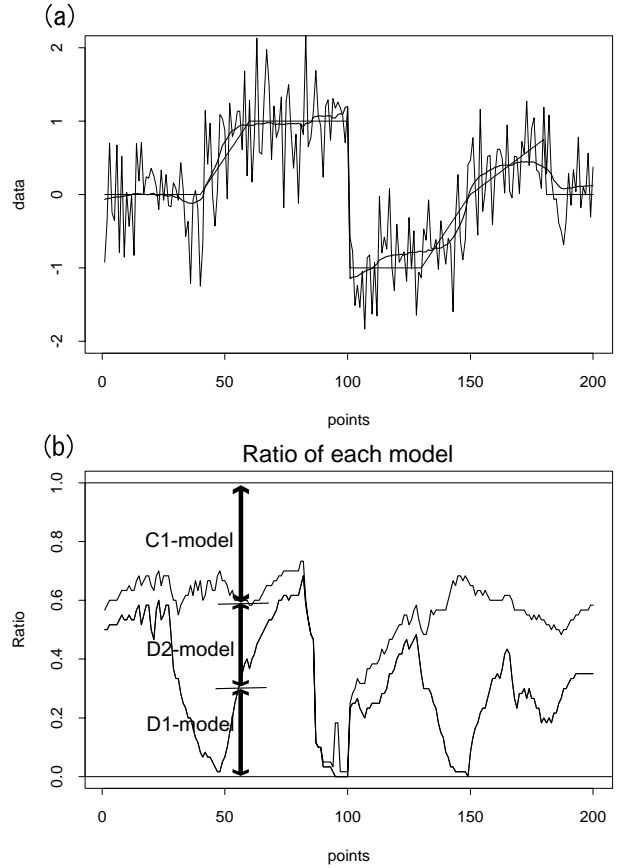 (a)
2
1
0
-1
-2
data
0 50 100 150 200
points
(b)
Ratio of each model
1.0
0.8
0.6
0.4
0.2
0.0
Ratio
C1-model
D2-model
D1-model
0 50 100 150 200
points